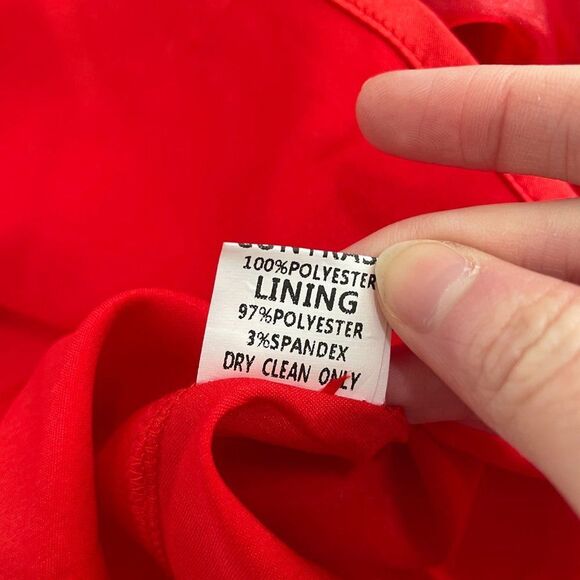 100%POLYESTER
LINING
97%POLYESTER
3%SPANDEX
DRY CLEAN ONLY